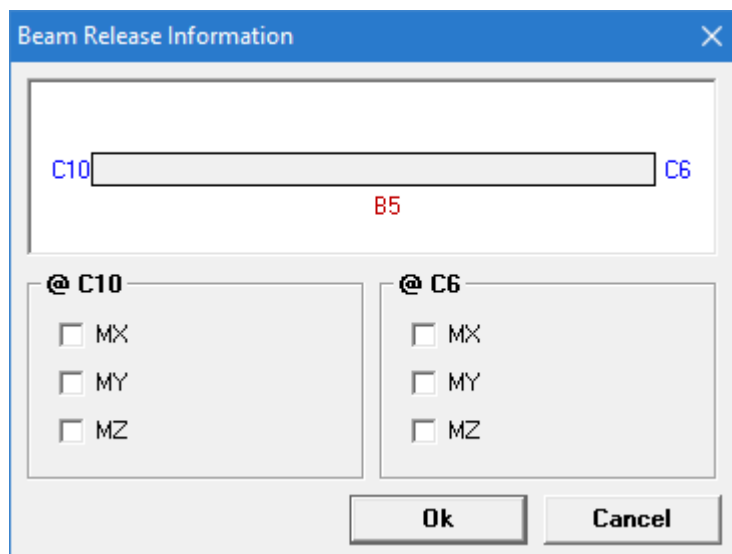 Beam Release Information
C10 C6
B5
@ C10 @ C6
MX MX
MY MY
MZ MZ
Ok Cancel